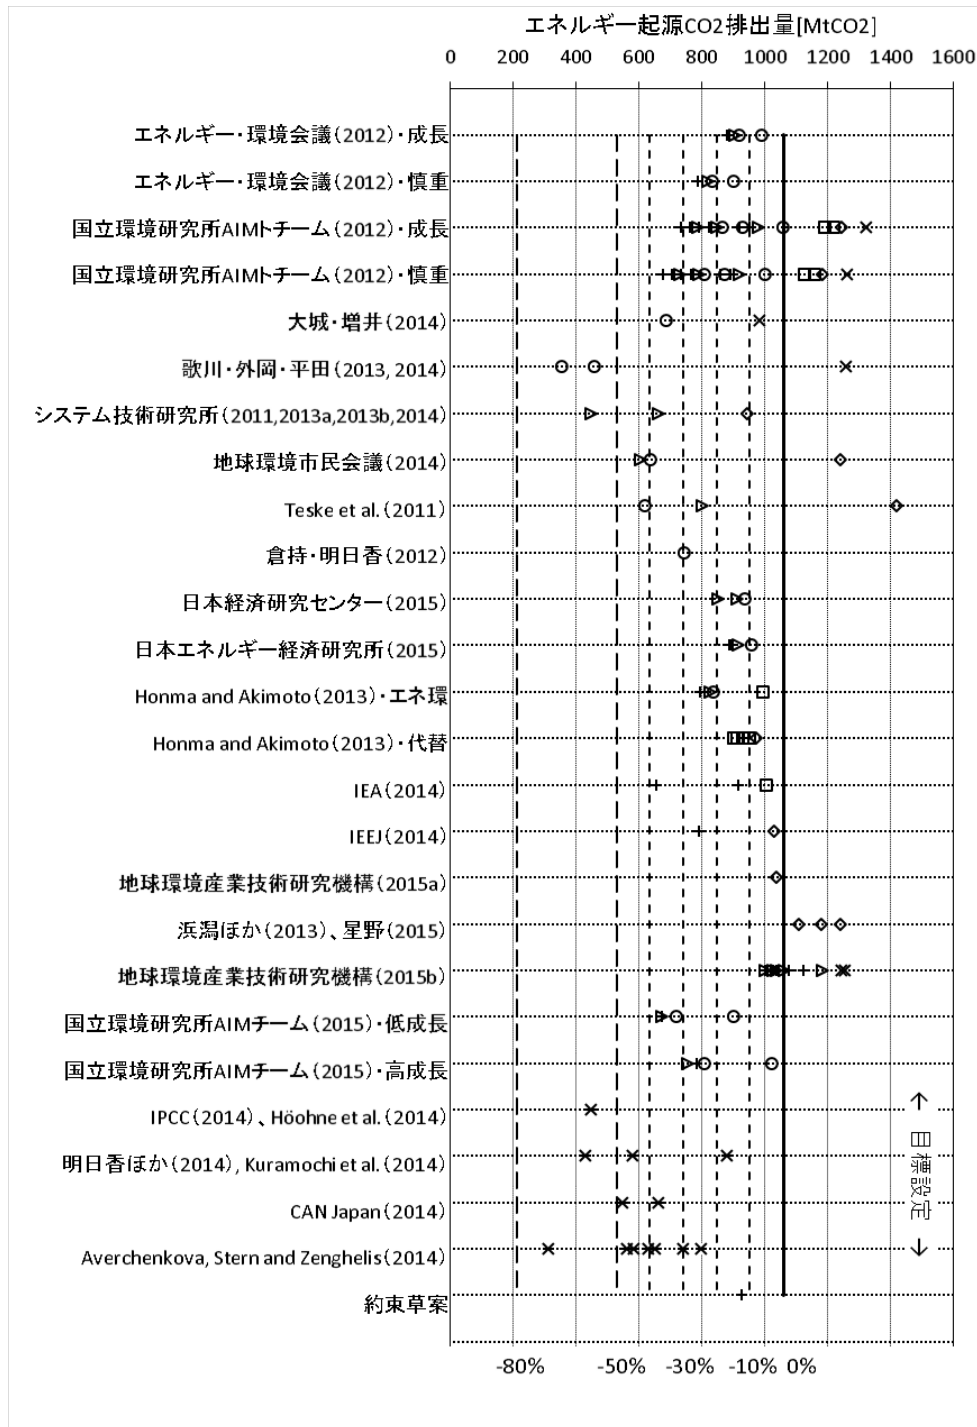 エネルギー起源CO2排出量[MtCO2]
0 200 400 600 800 1000 1200 1400 1600
エネルギー・環境会議(2012)・成長
エネルギー・環境会議(2012)・慎重
国立環境研究所AIMトチーム(2012)・成長
国立環境研究所AIMトチーム(2012)・慎重
大城・増井(2014)
歌川・外岡・平田(2013, 2014)
システム技術研究所(2011,2013a,2013b,2014)
地球環境市民会議(2014)
Teske et al.(2011)
倉持・明日香(2012)
日本経済研究センター(2015)
日本エネルギー経済研究所(2015)
Honma and Akimoto(2013)・エネ環
Honma and Akimoto(2013)・代替
IEA(2014)
IEEJ(2014)
地球環境産業技術研究機構(2015a)
浜潟ほか(2013)、星野(2015)
地球環境産業技術研究機構(2015b)
国立環境研究所AIMチーム(2015)・低成長
国立環境研究所AIMチーム(2015)・高成長
IPCC(2014)、Höohne et al.(2014)
明日香ほか(2014), Kuramochi et al.(2014)
CAN Japan(2014)
Averchenkova, Stern and Zenghelis(2014)
約束草案
←目標設定→
-80% -50% -30% -10% 0%